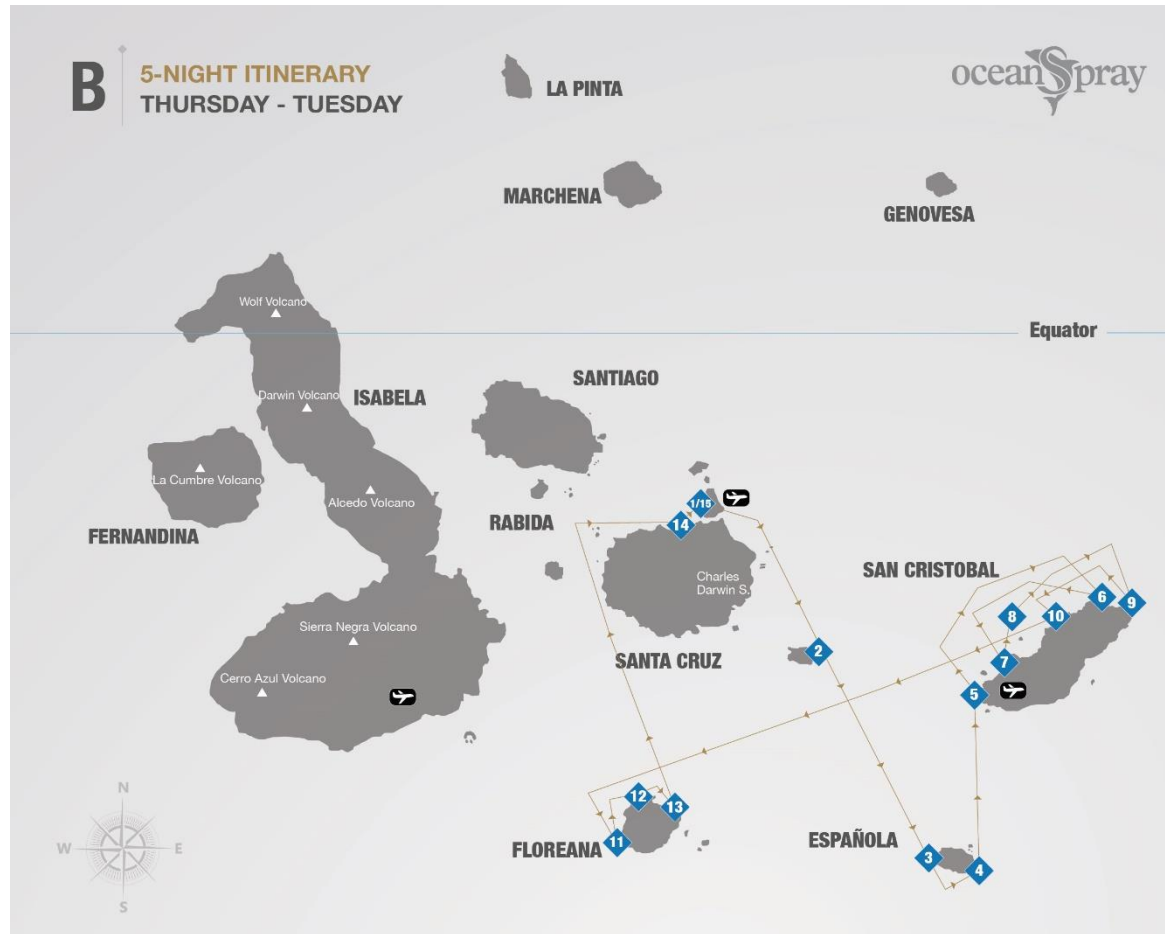 B
5-NIGHT ITINERARY
THURSDAY - TUESDAY
oceanSpray
LA PINTA
MARCHENA
GENOVESA
Wolf Volcano
Equator
SANTIAGO
Darwin Volcano
ISABELA
La Cumbre Volcano
Alcedo Volcano
FERNANDINA
RABIDA
1/15
14
Charles
Darwin S.
SAN CRISTOBAL
6
9
8
10
Sierra Negra Volcano
SANTA CRUZ
2
7
Cerro Azul Volcano
5
12
13
FLOREANA
11
ESPAÑOLA
3
4
N
W
E
S